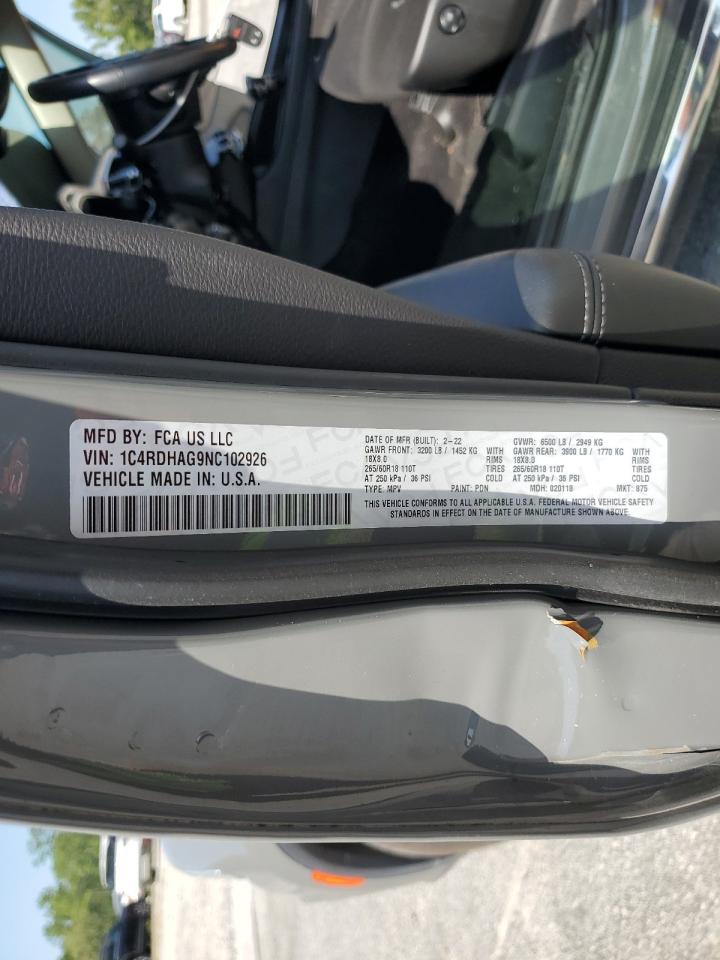 MFD BY: FCA US LLC
VIN: 1C4RDHAG9NC102926
VEHICLE MADE IN: U.S.A.
DATE OF MFR (BUILT): 2-22 GVWR: 6500 LB / 2949 KG
GAWR FRONT: 3200 LB / 1452 KG WITH GAWR REAR: 3900 LB / 1770 KG WITH
18X8.0 RIMS 18X8.0 RIMS
265/60R18 110T TIRES 265/60R18 110T TIRES
AT 250 kPa / 36 PSI COLD AT 250 kPa / 36 PSI COLD
TYPE: MPV PAINT: PDN MDH: 020118 MKT: 875
THIS VEHICLE CONFORMS TO ALL APPLICABLE U.S.A. FEDERAL MOTOR VEHICLE SAFETY
STANDARDS IN EFFECT ON THE DATE OF MANUFACTURE SHOWN ABOVE